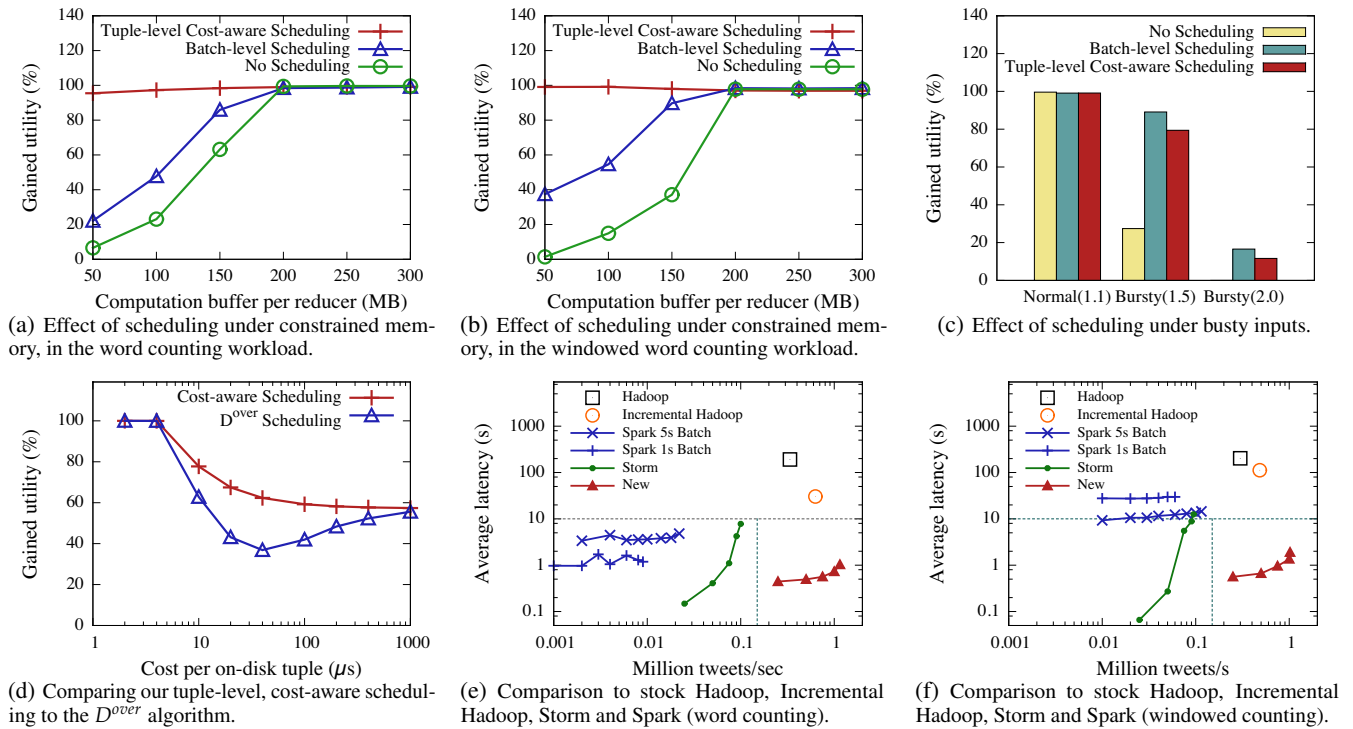 Gained utility (%)
140
120
100
80
60
40
20
0
Tuple-level Cost-aware Scheduling
Batch-level Scheduling
No Scheduling
50 100 150 200 250 300
Computation buffer per reducer (MB)
(a) Effect of scheduling under constrained mem-
ory, in the word counting workload.
Gained utility (%)
140
120
100
80
60
40
20
0
Tuple-level Cost-aware Scheduling
Batch-level Scheduling
No Scheduling
50 100 150 200 250 300
Computation buffer per reducer (MB)
(b) Effect of scheduling under constrained mem-
ory, in the windowed word counting workload.
Gained utility (%)
140
120
100
80
60
40
20
0
No Scheduling
Batch-level Scheduling
Tuple-level Cost-aware Scheduling
Normal(1.1) Bursty(1.5) Bursty(2.0)
(c) Effect of scheduling under busty inputs.
Gained utility (%)
100
80
60
40
20
0
Cost-aware Scheduling
D^over Scheduling
1 10 100 1000
Cost per on-disk tuple (μs)
(d) Comparing our tuple-level, cost-aware schedul-
ing to the D^over algorithm.
Average latency (s)
1000
100
10
1
0.1
Hadoop
Incremental Hadoop
Spark 5s Batch
Spark 1s Batch
Storm
New
0.001 0.01 0.1 1
Million tweets/sec
(e) Comparison to stock Hadoop, Incremental
Hadoop, Storm and Spark (word counting).
Average latency (s)
1000
100
10
1
0.1
Hadoop
Incremental Hadoop
Spark 5s Batch
Spark 1s Batch
Storm
New
0.001 0.01 0.1 1
Million tweets/s
(f) Comparison to stock Hadoop, Incremental
Hadoop, Storm and Spark (windowed counting).